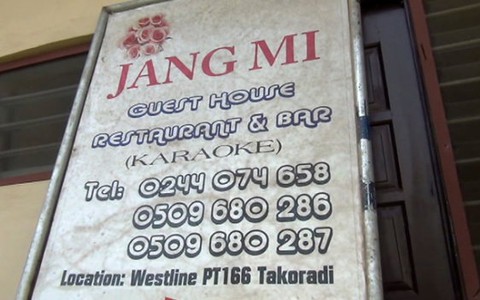 JANG MI
GUEST HOUSE
RESTAURANT & BAR
(KARAOKE)
Tel: 0244 074 658
0509 680 286
0509 680 287
Location: Westline PT166 Takoradi